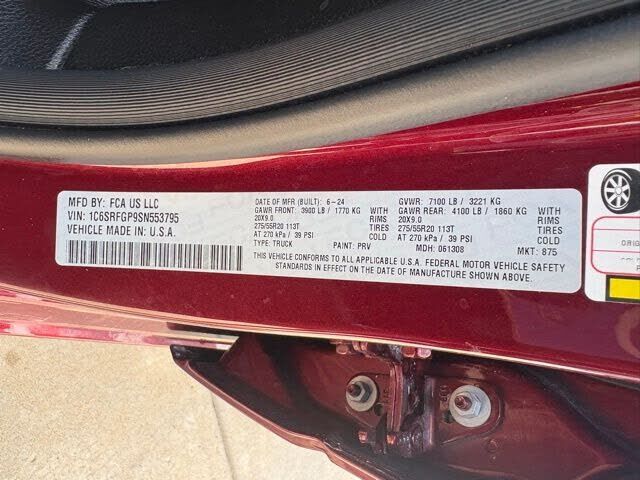 MFD BY: FCA US LLC
VIN: 1C6SRFGP9SN553795
VEHICLE MADE IN: U.S.A.
DATE OF MFR (BUILT): 6-24
GAWR FRONT: 3900 LB / 1770 KG WITH
20X9.0 RIMS
275/55R20 113T TIRES
AT 270 kPa / 39 PSI COLD
TYPE: TRUCK PAINT: PRV
GVWR: 7100 LB / 3221 KG
GAWR REAR: 4100 LB / 1860 KG WITH
20X9.0 RIMS
275/55R20 113T TIRES
AT 270 kPa / 39 PSI COLD
MDH: 061308 MKT: 875
THIS VEHICLE CONFORMS TO ALL APPLICABLE U.S.A. FEDERAL MOTOR VEHICLE SAFETY
STANDARDS IN EFFECT ON THE DATE OF MANUFACTURE SHOWN ABOVE.